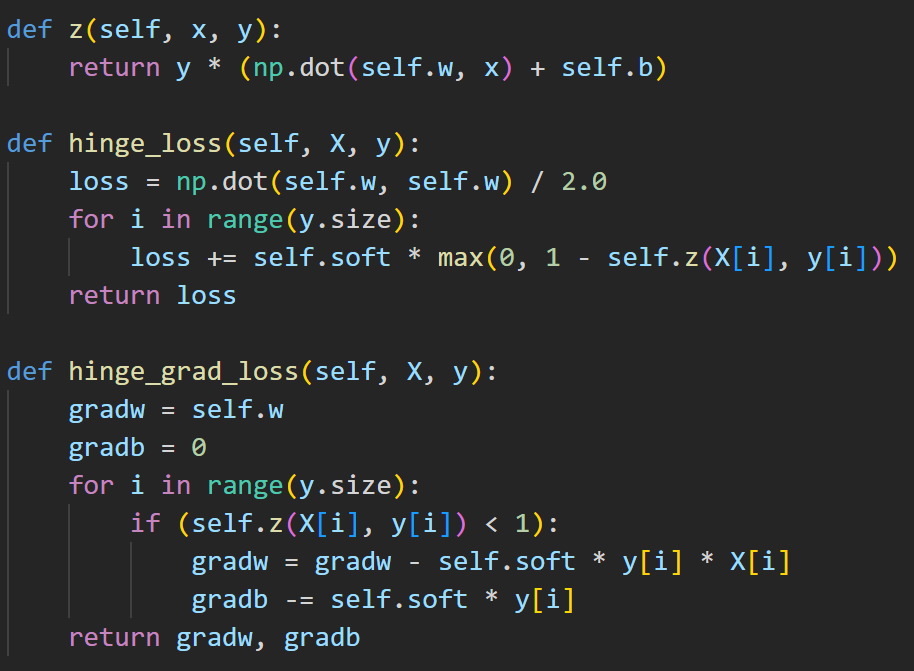 def z(self, x, y):
    return y * (np.dot(self.w, x) + self.b)

def hinge_loss(self, X, y):
    loss = np.dot(self.w, self.w) / 2.0
    for i in range(y.size):
        loss += self.soft * max(0, 1 - self.z(X[i], y[i]))
    return loss

def hinge_grad_loss(self, X, y):
    gradw = self.w
    gradb = 0
    for i in range(y.size):
        if (self.z(X[i], y[i]) < 1):
            gradw = gradw - self.soft * y[i] * X[i]
            gradb -= self.soft * y[i]
    return gradw, gradb